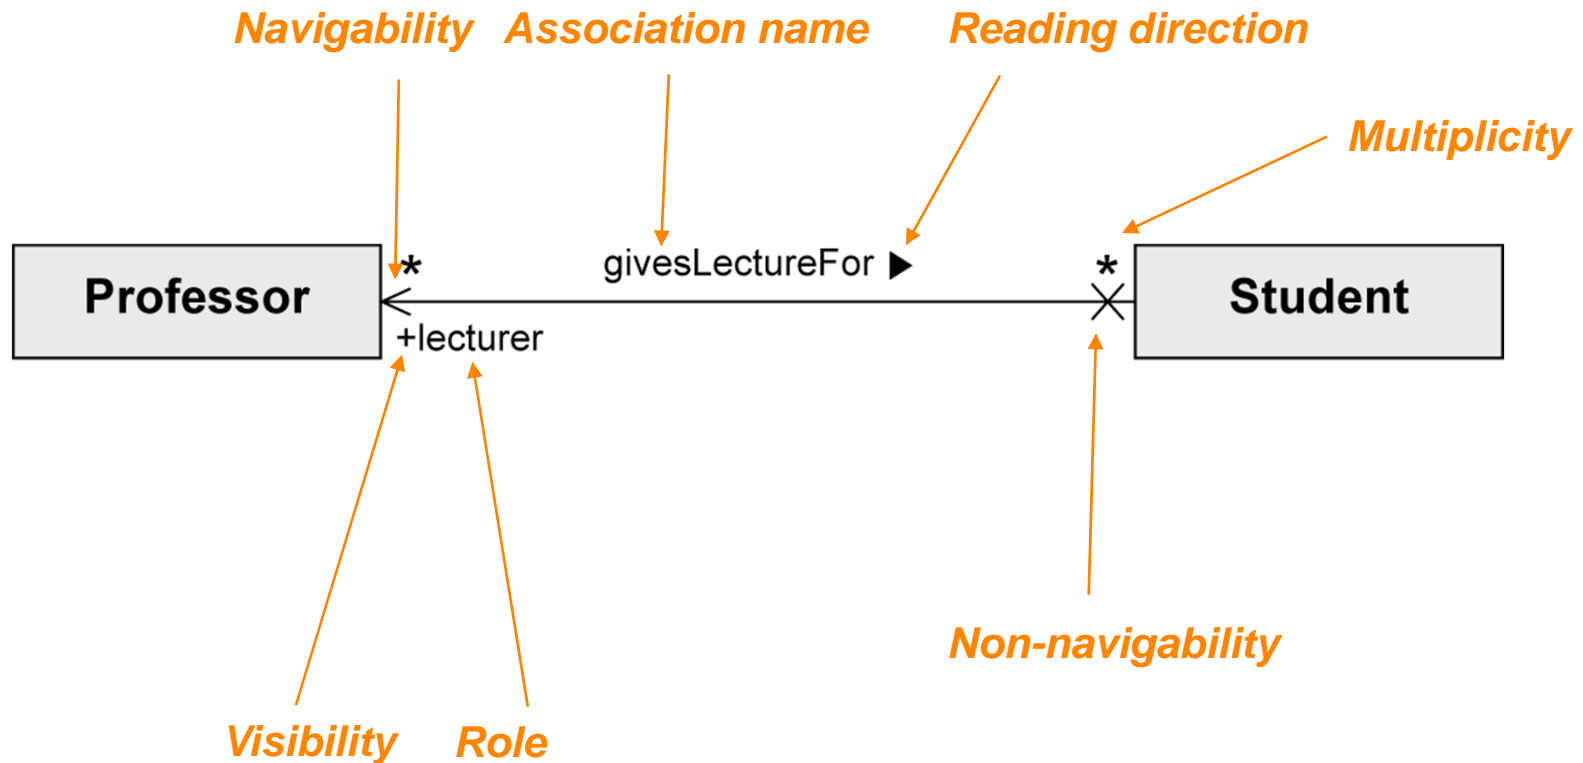 Navigability Association name Reading direction
Multiplicity
* givesLectureFor ▶ *
Professor Student
+lecturer
Non-navigability
Visibility Role